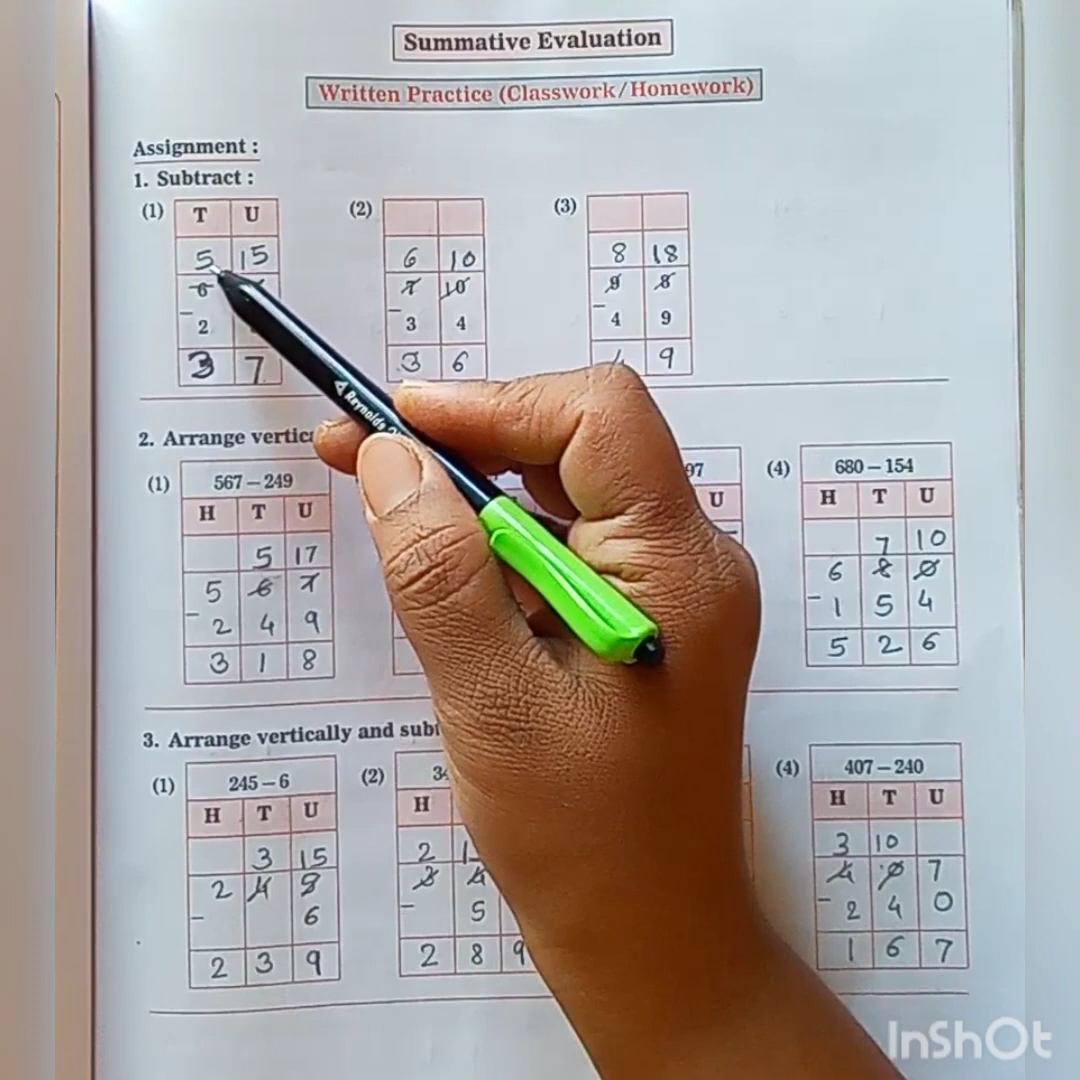 Summative Evaluation
Written Practice (Classwork/Homework)
Assignment :
1. Subtract :
(1) T U (2) (3)
5 15 6 10 8 18
6 7 10 9 8
- 2 - 3 4 - 4 9
3 7 3 6 4 9
2. Arrange
(1) 567 – 249 97 (4) 680 – 154
H T U U H T U
5 17 7 10
5 6 7 6 8 0
- 2 4 9 - 1 5 4
3 1 8 5 2 6
3. Arrange vertically and
(1) 245 – 6 (2) (4) 407 – 240
H T U H H T U
3 15 2 3 10
2 4 5 3 4 4 0 7
- 6 - 5 - 2 4 0
2 3 9 2 8 9 1 6 7
Reynolds
InShOt